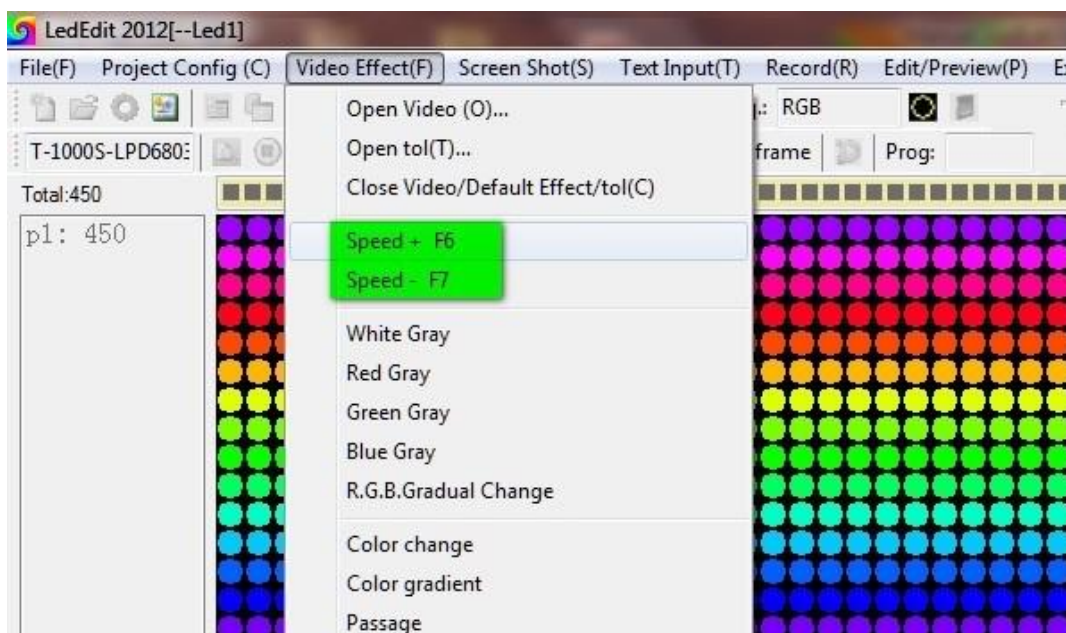 LedEdit 2012[--Led1]
File(F) Project Config (C) Video Effect(F) Screen Shot(S) Text Input(T) Record(R) Edit/Preview(P)
RGB
T-1000S-LPD6803 frame Prog:
Total:450
p1: 450
Open Video (O)...
Open tol(T)...
Close Video/Default Effect/tol(C)
Speed + F6
Speed - F7
White Gray
Red Gray
Green Gray
Blue Gray
R.G.B.Gradual Change
Color change
Color gradient
Passage